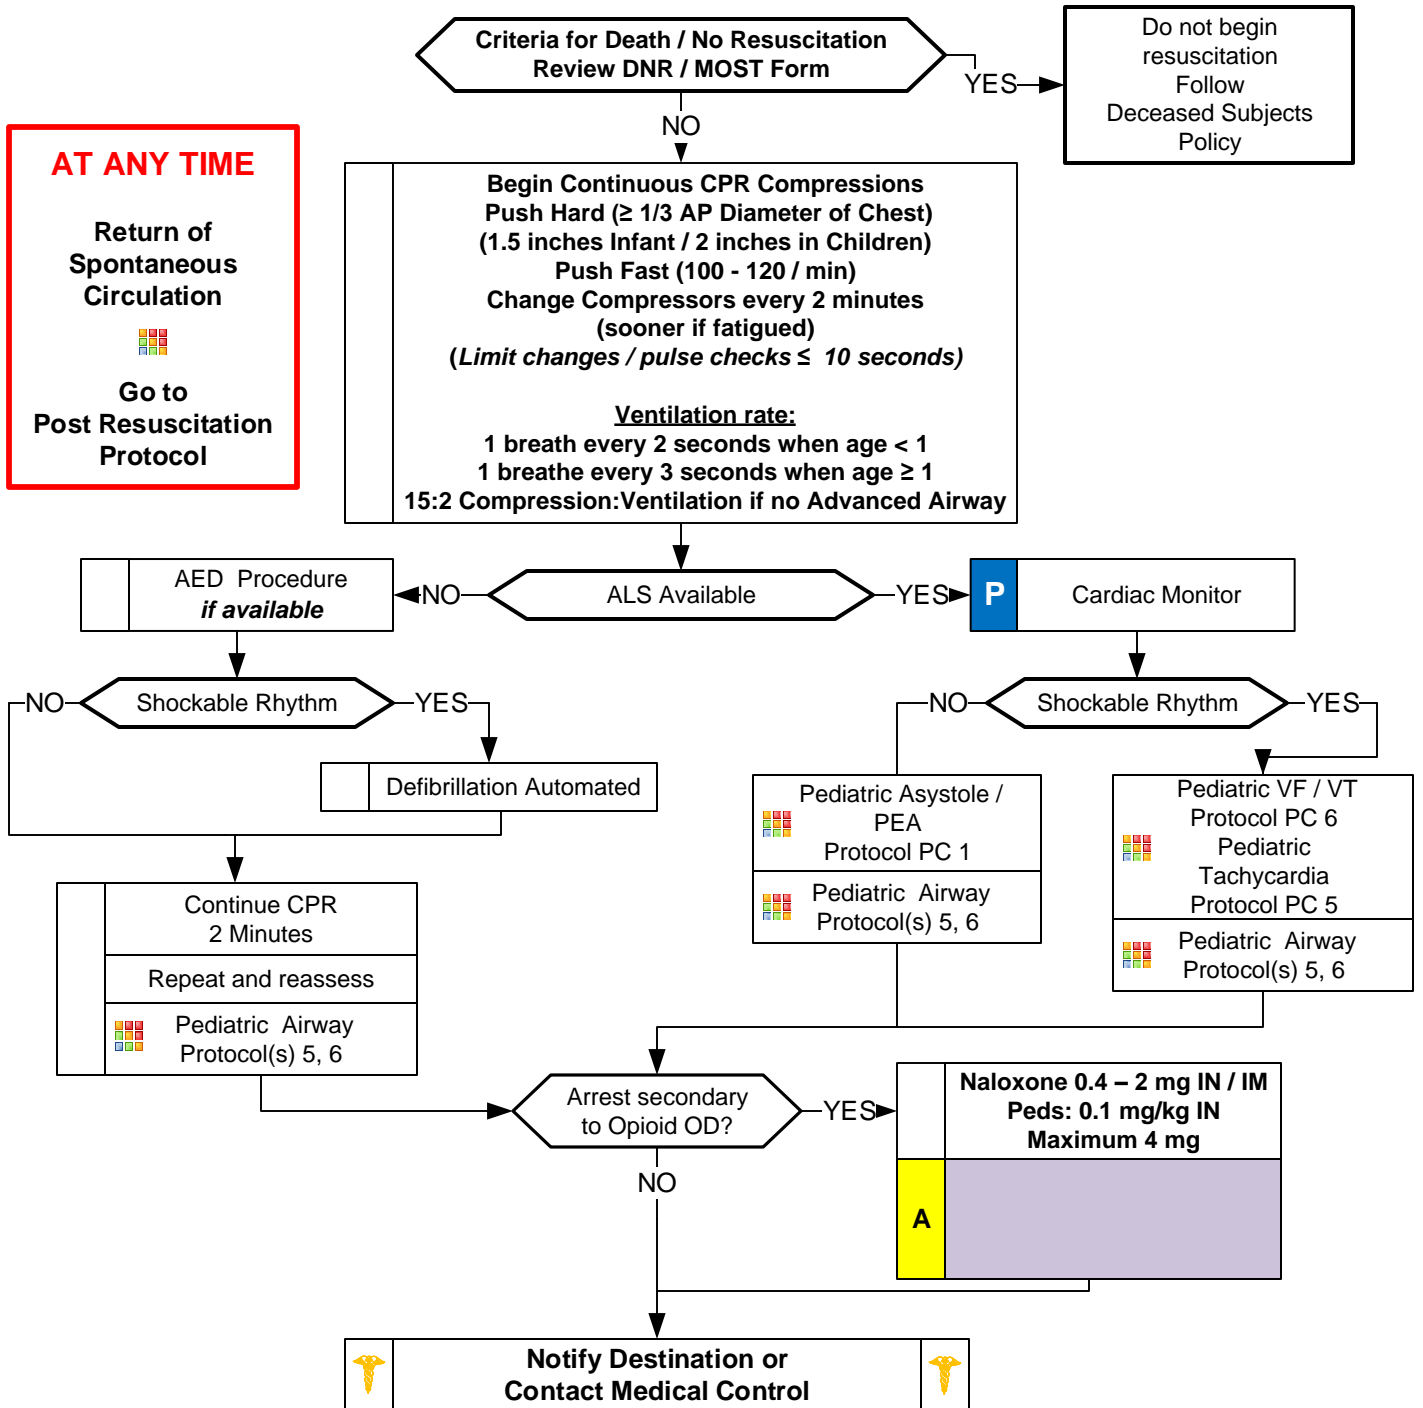 Criteria for Death / No Resuscitation
Review DNR / MOST Form
YES
Do not begin
resuscitation
Follow
Deceased Subjects
Policy
NO
AT ANY TIME
Return of
Spontaneous
Circulation
Go to
Post Resuscitation
Protocol
Begin Continuous CPR Compressions
Push Hard (≥ 1/3 AP Diameter of Chest)
(1.5 inches Infant / 2 inches in Children)
Push Fast (100 - 120 / min)
Change Compressors every 2 minutes
(sooner if fatigued)
(Limit changes / pulse checks ≤ 10 seconds)
Ventilation rate:
1 breath every 2 seconds when age < 1
1 breathe every 3 seconds when age ≥ 1
15:2 Compression:Ventilation if no Advanced Airway
ALS Available
NO
AED Procedure
if available
YES
P
Cardiac Monitor
Shockable Rhythm
NO
YES
Defibrillation Automated
Continue CPR
2 Minutes
Repeat and reassess
Pediatric Airway
Protocol(s) 5, 6
Shockable Rhythm
NO
YES
Pediatric Asystole /
PEA
Protocol PC 1
Pediatric Airway
Protocol(s) 5, 6
Pediatric VF / VT
Protocol PC 6
Pediatric
Tachycardia
Protocol PC 5
Pediatric Airway
Protocol(s) 5, 6
Arrest secondary
to Opioid OD?
YES
Naloxone 0.4 – 2 mg IN / IM
Peds: 0.1 mg/kg IN
Maximum 4 mg
A
NO
Notify Destination or
Contact Medical Control